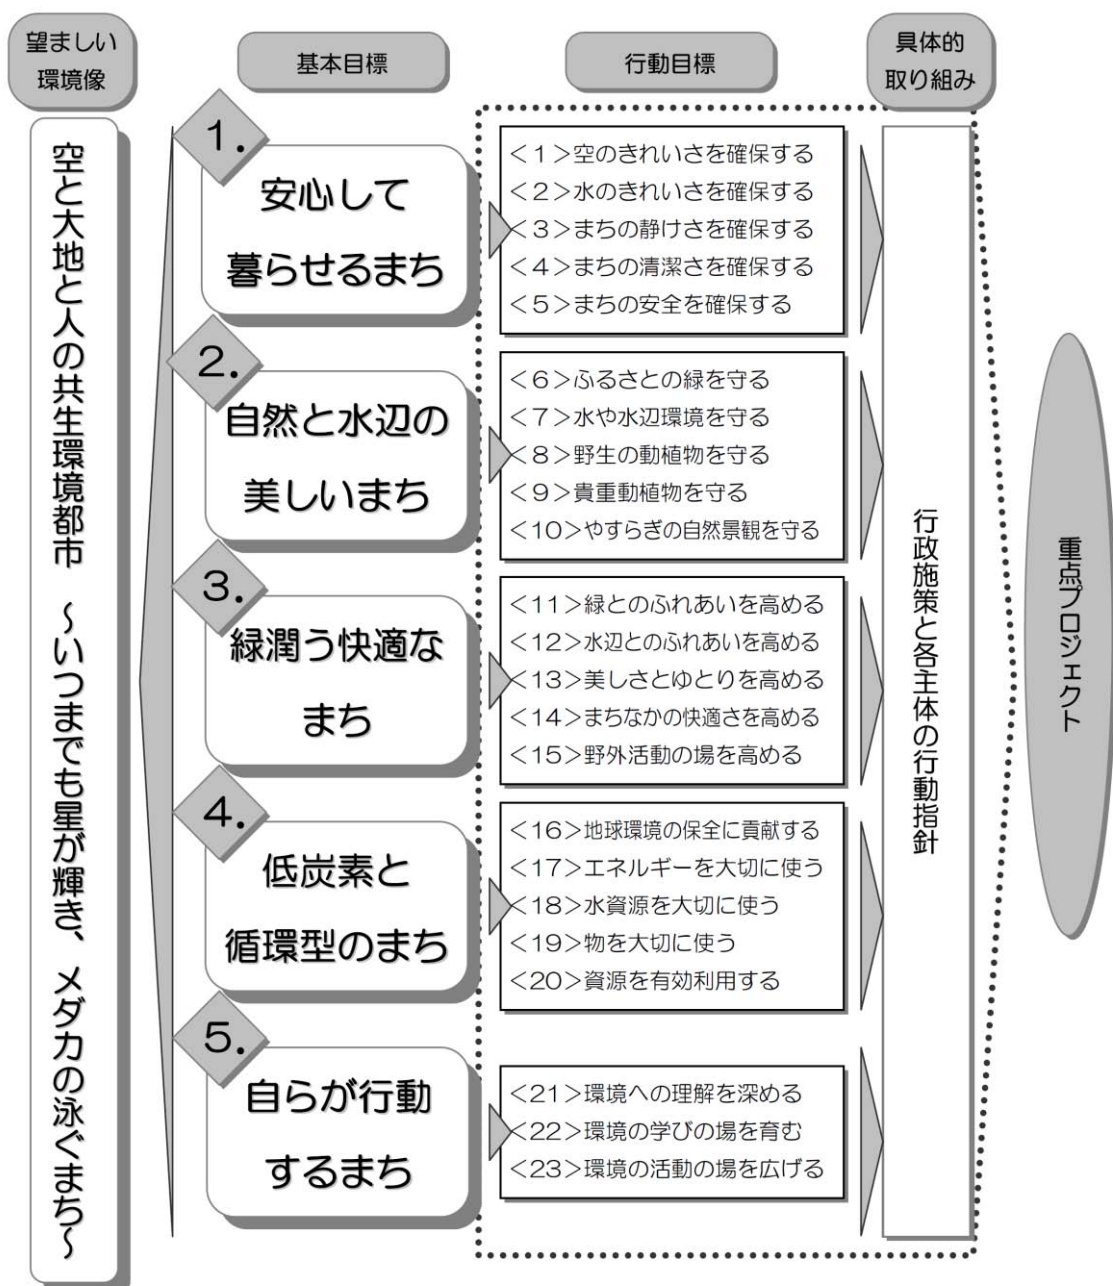 望ましい
環境像
基本目標
行動目標
具体的
取り組み
空と大地と人の共生環境都市　～いつまでも星が輝き、メダカの泳ぐまち～
1.
安心して
暮らせるまち
＜1＞空のきれいさを確保する
＜2＞水のきれいさを確保する
＜3＞まちの静けさを確保する
＜4＞まちの清潔さを確保する
＜5＞まちの安全を確保する
2.
自然と水辺の
美しいまち
＜6＞ふるさとの緑を守る
＜7＞水や水辺環境を守る
＜8＞野生の動植物を守る
＜9＞貴重動植物を守る
＜10＞やすらぎの自然景観を守る
3.
緑潤う快適な
まち
＜11＞緑とのふれあいを高める
＜12＞水辺とのふれあいを高める
＜13＞美しさとゆとりを高める
＜14＞まちなかの快適さを高める
＜15＞野外活動の場を高める
4.
低炭素と
循環型のまち
＜16＞地球環境の保全に貢献する
＜17＞エネルギーを大切に使う
＜18＞水資源を大切に使う
＜19＞物を大切に使う
＜20＞資源を有効利用する
5.
自らが行動
するまち
＜21＞環境への理解を深める
＜22＞環境の学びの場を育む
＜23＞環境の活動の場を広げる
行政施策と各主体の行動指針
重点プロジェクト